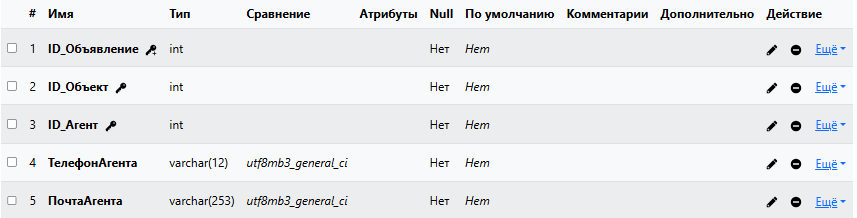 # Имя Тип Сравнение Атрибуты Null По умолчанию Комментарии Дополнительно Действие
1 ID_Объявление int Нет Нет Ещё
2 ID_Объект int Нет Нет Ещё
3 ID_Агент int Нет Нет Ещё
4 ТелефонАгента varchar(12) utf8mb3_general_ci Нет Нет Ещё
5 ПочтаАгента varchar(253) utf8mb3_general_ci Нет Нет Ещё